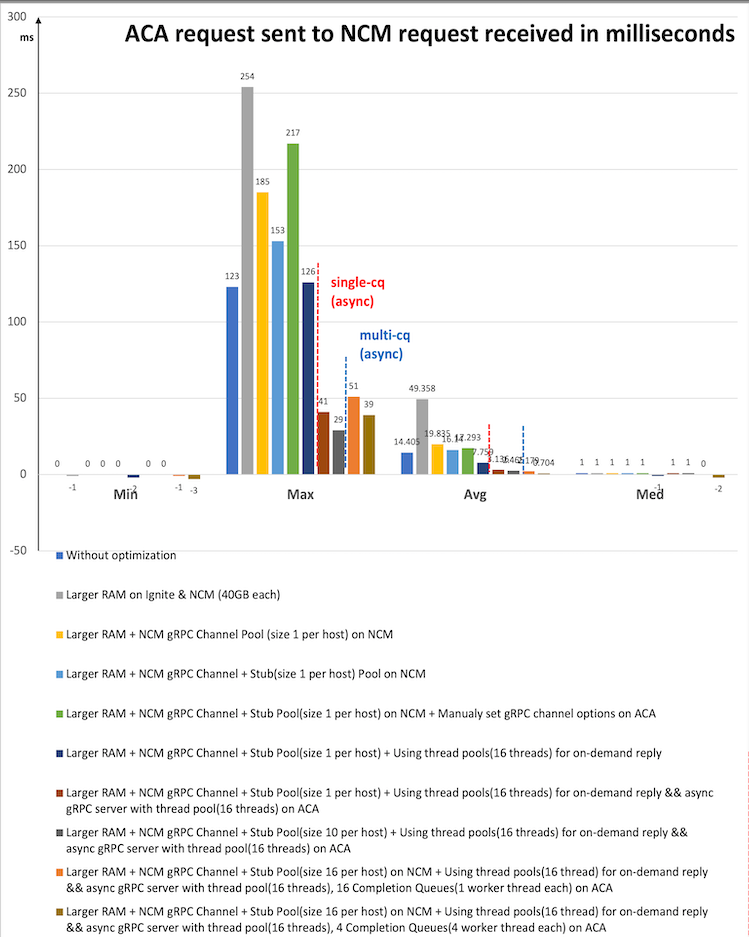 ACA request sent to NCM request received in milliseconds
300
ms
250
200
150
100
50
0
-50
254
217
185
153
123
126
single-cq
(async)
multi-cq
(async)
41
29
51
39
49.358
14.405
19.835
17.293
7.759
0.704
0 0 0 0 0 0
-1 -2 -1 -3
1 1 1 1 1 1 1 0
-1 -2
Min Max Avg Med
Without optimization
Larger RAM on Ignite & NCM (40GB each)
Larger RAM + NCM gRPC Channel Pool (size 1 per host) on NCM
Larger RAM + NCM gRPC Channel + Stub(size 1 per host) Pool on NCM
Larger RAM + NCM gRPC Channel + Stub Pool(size 1 per host) on NCM + Manualy set gRPC channel options on ACA
Larger RAM + NCM gRPC Channel + Stub Pool(size 1 per host) + Using thread pools(16 threads) for on-demand reply
Larger RAM + NCM gRPC Channel + Stub Pool(size 1 per host) + Using thread pools(16 threads) for on-demand reply && async
gRPC server with thread pool(16 threads) on ACA
Larger RAM + NCM gRPC Channel + Stub Pool(size 10 per host) + Using thread pools(16 threads) for on-demand reply &&
async gRPC server with thread pool(16 threads) on ACA
Larger RAM + NCM gRPC Channel + Stub Pool(size 16 per host) on NCM + Using thread pools(16 thread) for on-demand reply
&& async gRPC server with thread pool(16 threads), 16 Completion Queues(1 worker thread each) on ACA
Larger RAM + NCM gRPC Channel + Stub Pool(size 16 per host) on NCM + Using thread pools(16 thread) for on-demand reply
&& async gRPC server with thread pool(16 threads), 4 Completion Queues(4 worker thread each) on ACA